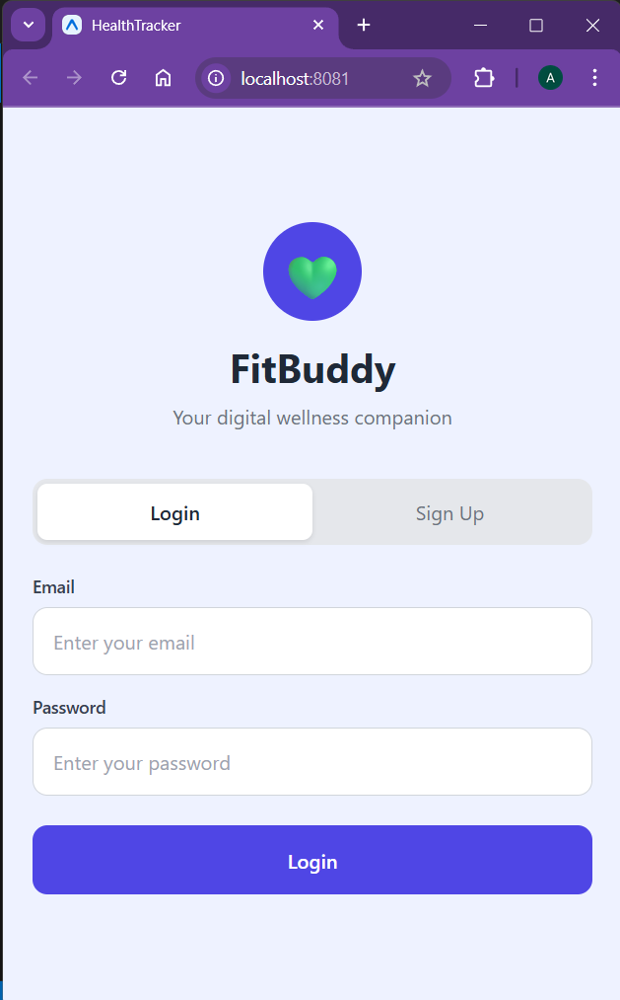 HealthTracker
localhost:8081
A
FitBuddy
Your digital wellness companion
Login
Sign Up
Email
Enter your email
Password
Enter your password
Login